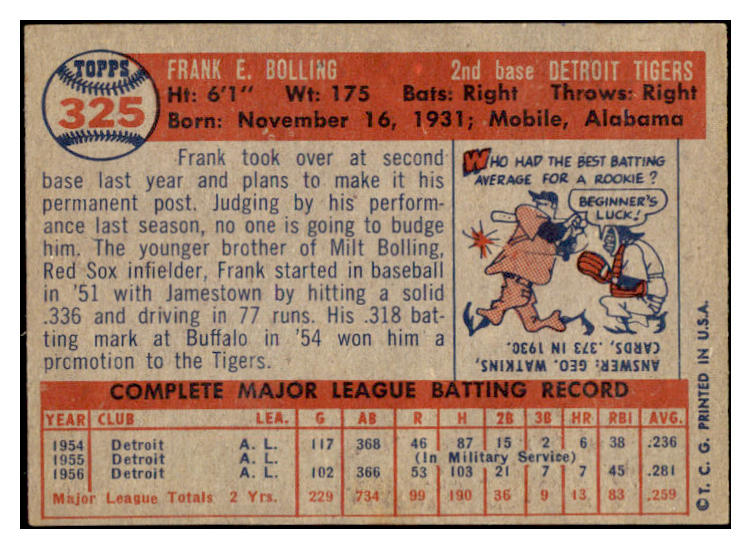 TOPPS
325
FRANK E. BOLLING 2nd base DETROIT TIGERS
Ht: 6'1" Wt: 175 Bats: Right Throws: Right
Born: November 16, 1931; Mobile, Alabama
Frank took over at second
base last year and plans to make it his
permanent post. Judging by his perform-
ance last season, no one is going to budge
him. The younger brother of Milt Bolling,
Red Sox infielder, Frank started in baseball
in '51 with Jamestown by hitting a solid
.336 and driving in 77 runs. His .318 bat-
ting mark at Buffalo in '54 won him a
promotion to the Tigers.
WHO HAD THE BEST BATTING
AVERAGE FOR A ROOKIE?
BEGINNER'S
LUCK!
ANSWER: GEO. WATKINS,
CARDS, .373 IN 1930.
COMPLETE MAJOR LEAGUE BATTING RECORD
YEAR CLUB LEA. G AB R H 2B 3B HR RBI AVG.
1954 Detroit A. L. 117 368 46 87 15 2 6 38 .236
1955 Detroit A. L. (In Military Service)
1956 Detroit A. L. 102 366 53 103 21 7 7 45 .281
Major League Totals 2 Yrs. 229 734 99 190 36 9 13 83 .259
© T. C. G. PRINTED IN U.S.A.